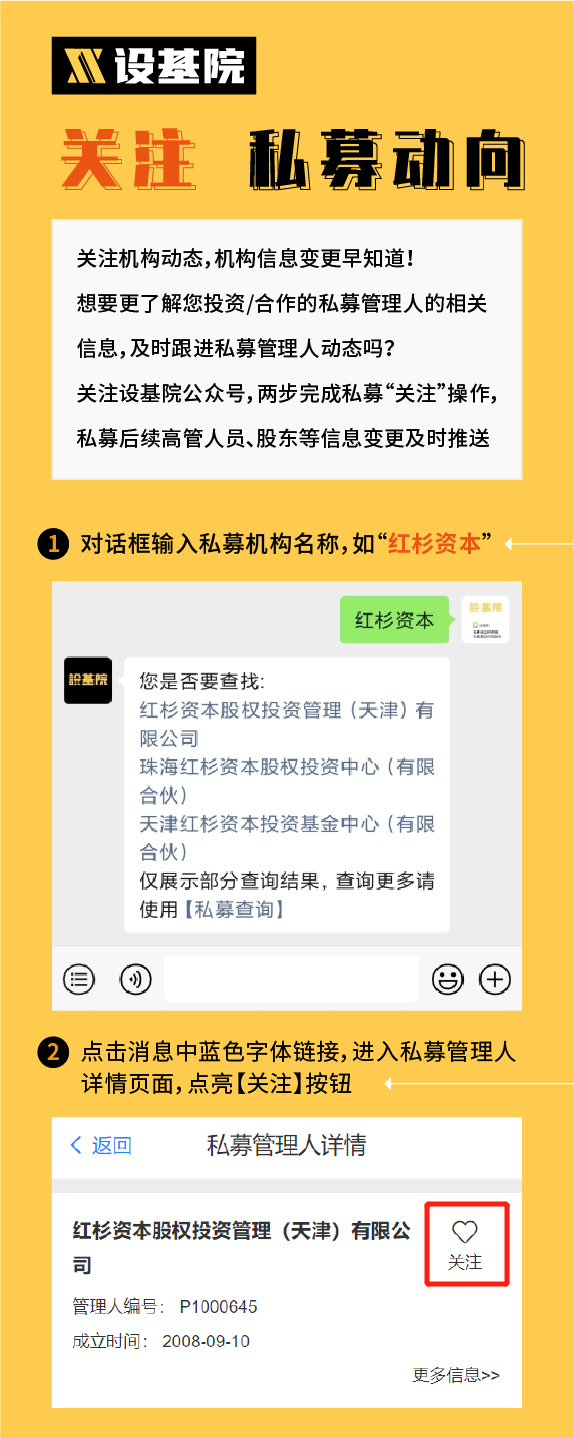 设基院
关注 私募动向
关注机构动态,机构信息变更早知道!
想要更了解您投资/合作的私募管理人的相关
信息,及时跟进私募管理人动态吗?
关注设基院公众号,两步完成私募“关注”操作,
私募后续高管人员、股东等信息变更及时推送
1 对话框输入私募机构名称,如“红杉资本”
红杉资本
設基院
設基院
您是否要查找:
红杉资本股权投资管理(天津)有
限公司
珠海红杉资本股权投资中心(有限
合伙)
天津红杉资本投资基金中心(有限
合伙)
仅展示部分查询结果,查询更多请
使用【私募查询】
2 点击消息中蓝色字体链接,进入私募管理人
详情页面,点亮【关注】按钮
返回 私募管理人详情
红杉资本股权投资管理(天津)有限公
司
关注
管理人编号: P1000645
成立时间: 2008-09-10
更多信息>>